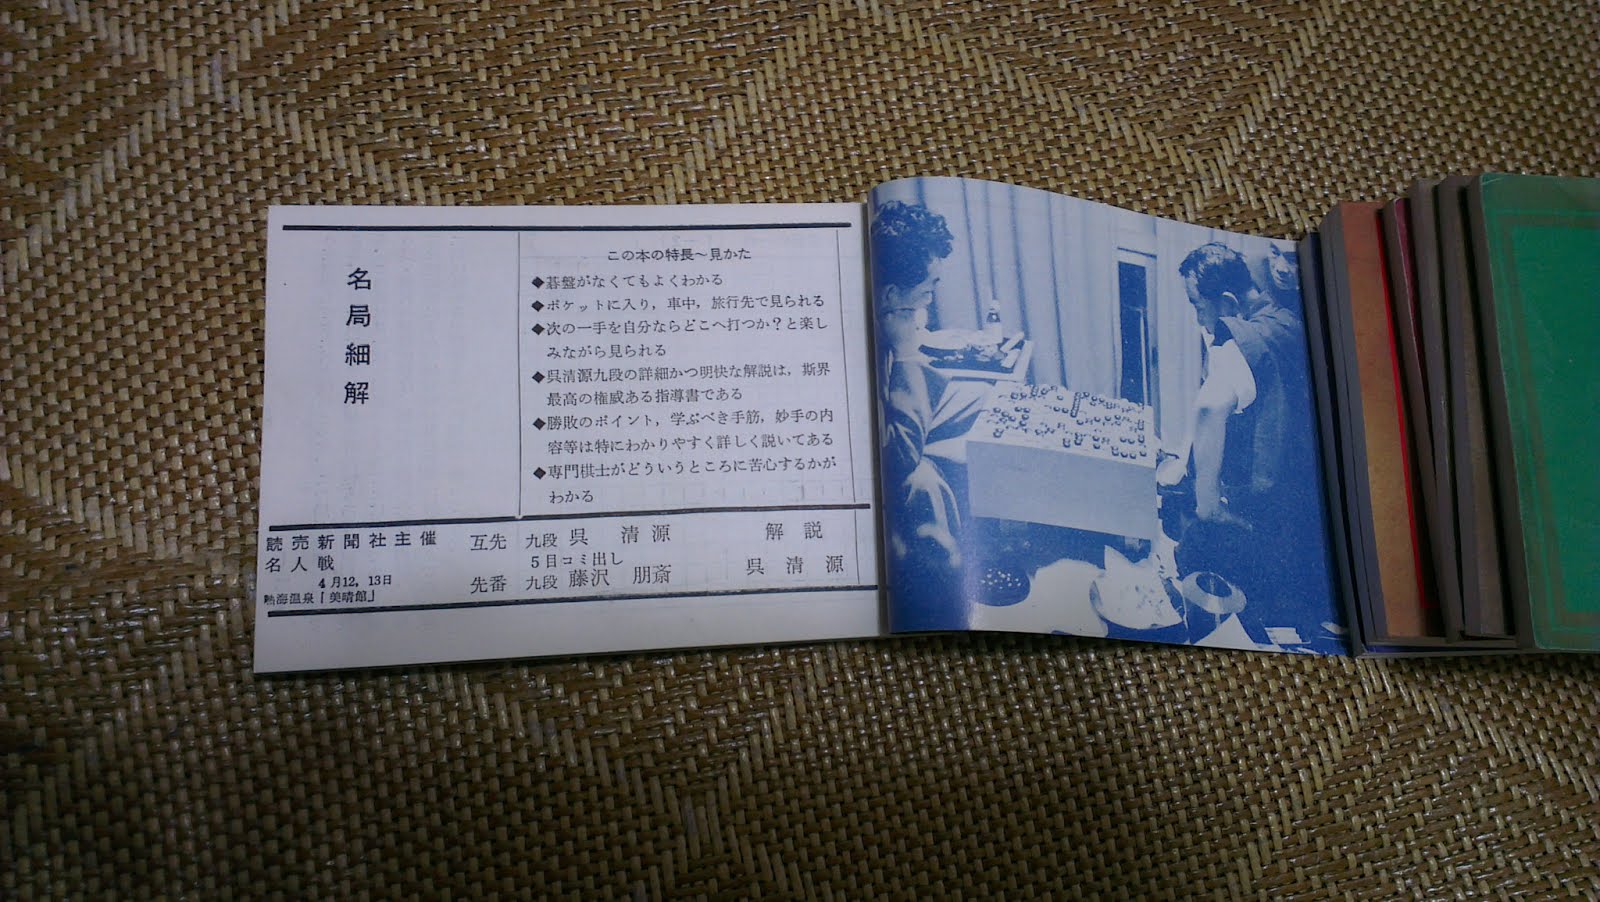 名局細解
この本の特長～見かた
◆碁盤がなくてもよくわかる
◆ポケットに入り，車中，旅行先で見られる
◆次の一手を自分ならどこへ打つか？と楽し
みながら見られる
◆呉清源九段の詳細かつ明快な解説は，斯界
最高の権威ある指導書である
◆勝敗のポイント，学ぶべき手筋，妙手の内
容等は特にわかりやすく詳しく説いてある
◆専門棋士がどういうところに苦心するかが
わかる
読売新聞社主催
名人戦
4月12，13日
熱海温泉「美晴館」
互先 九段 呉 清源
5目コミ出し
先番 九段 藤沢 朋斎
解説
呉清源